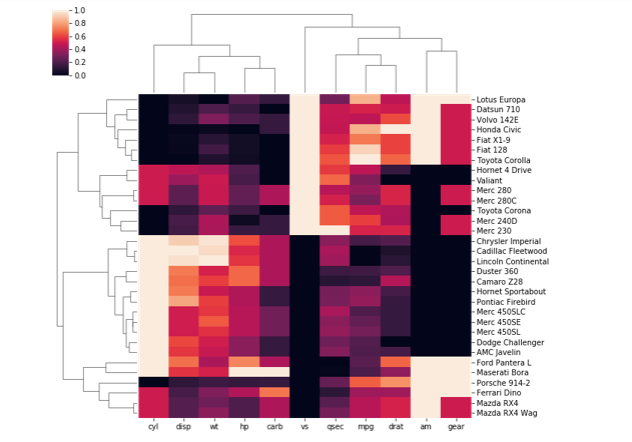 1.0
0.8
0.6
0.4
0.2
0.0
Lotus Europa
Datsun 710
Volvo 142E
Honda Civic
Fiat X1-9
Fiat 128
Toyota Corolla
Hornet 4 Drive
Valiant
Merc 280
Merc 280C
Toyota Corona
Merc 240D
Merc 230
Chrysler Imperial
Cadillac Fleetwood
Lincoln Continental
Duster 360
Camaro Z28
Hornet Sportabout
Pontiac Firebird
Merc 450SLC
Merc 450SE
Merc 450SL
Dodge Challenger
AMC Javelin
Ford Pantera L
Maserati Bora
Porsche 914-2
Ferrari Dino
Mazda RX4
Mazda RX4 Wag
cyl disp wt hp carb vs qsec mpg drat am gear